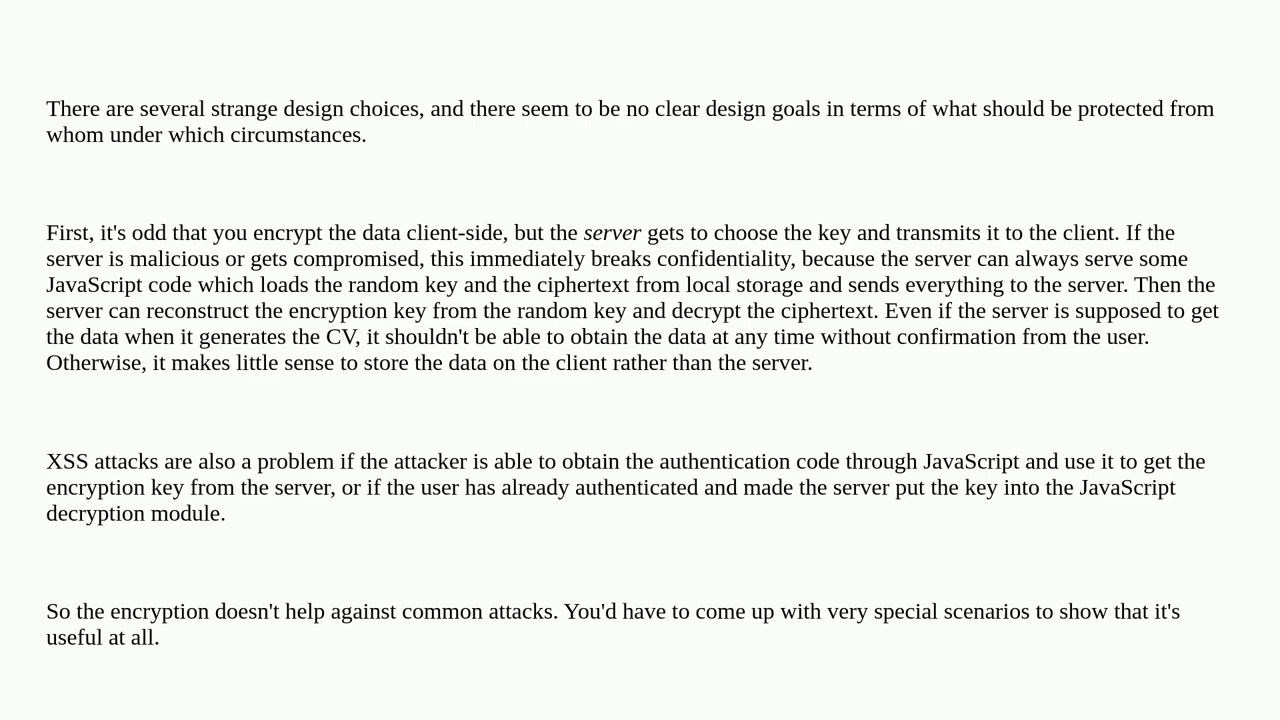 There are several strange design choices, and there seem to be no clear design goals in terms of what should be protected from
whom under which circumstances.
First, it's odd that you encrypt the data client-side, but the server gets to choose the key and transmits it to the client. If the
server is malicious or gets compromised, this immediately breaks confidentiality, because the server can always serve some
JavaScript code which loads the random key and the ciphertext from local storage and sends everything to the server. Then the
server can reconstruct the encryption key from the random key and decrypt the ciphertext. Even if the server is supposed to get
the data when it generates the CV, it shouldn't be able to obtain the data at any time without confirmation from the user.
Otherwise, it makes little sense to store the data on the client rather than the server.
XSS attacks are also a problem if the attacker is able to obtain the authentication code through JavaScript and use it to get the
encryption key from the server, or if the user has already authenticated and made the server put the key into the JavaScript
decryption module.
So the encryption doesn't help against common attacks. You'd have to come up with very special scenarios to show that it's
useful at all.